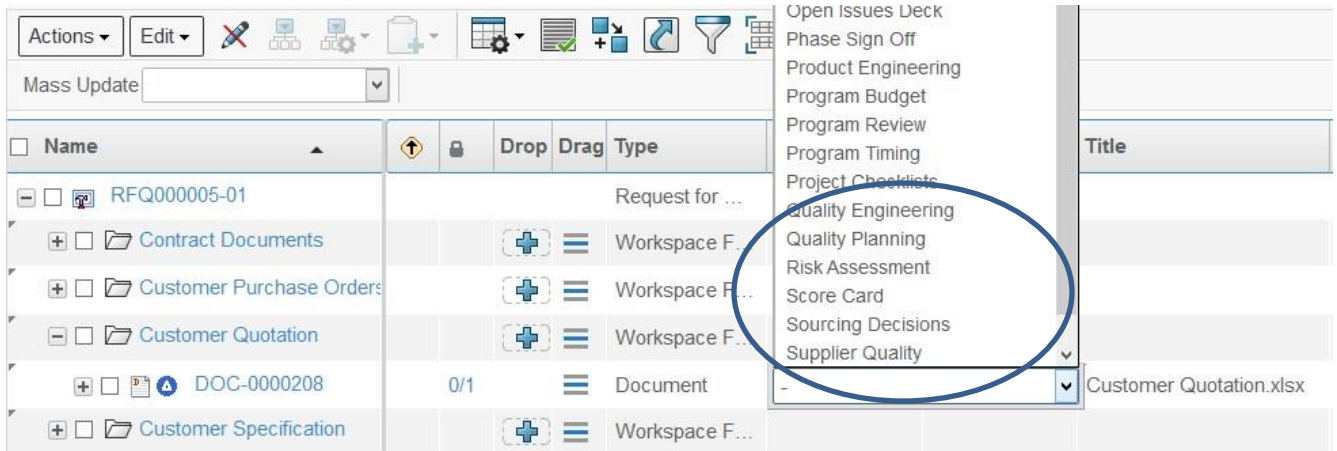 Open Issues Deck
Actions Edit
Phase Sign Off
Product Engineering
Mass Update
Program Budget
Program Review
Name Drop Drag Type Title
Program Timing
Project Checklists
RFQ000005-01 Request for ...
Quality Engineering
Contract Documents Workspace F...
Quality Planning
Risk Assessment
Customer Purchase Orders Workspace F...
Score Card
Sourcing Decisions
Customer Quotation Workspace F...
Supplier Quality
DOC-0000208 0/1 Document - Customer Quotation.xlsx
Customer Specification Workspace F...